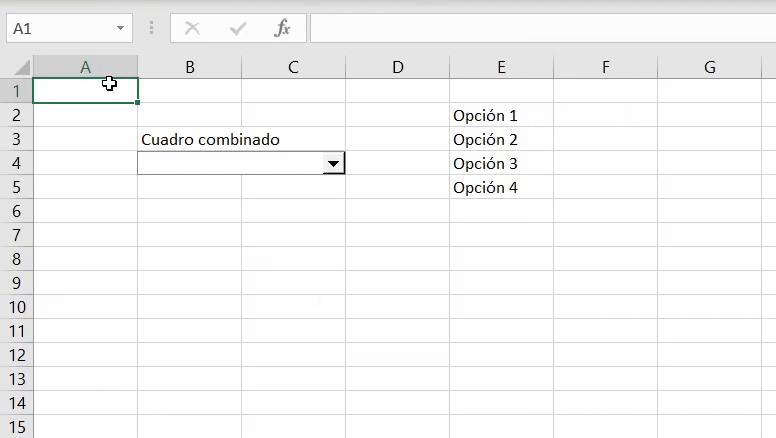 A1
fx
A B C D E F G
1
2 Opción 1
3 Cuadro combinado Opción 2
4 Opción 3
5 Opción 4
6
7
8
9
10
11
12
13
14
15